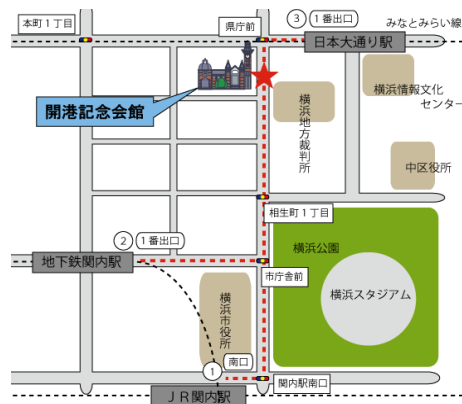 本町1丁目
県庁前
③ 1番出口
みなとみらい線
日本大通り駅
開港記念会館
横浜地方裁判所
横浜情報文化
センター
中区役所
相生町1丁目
② 1番出口
地下鉄関内駅
横浜公園
市庁舎前
横浜スタジアム
横浜市役所
① 南口
関内駅南口
JR関内駅